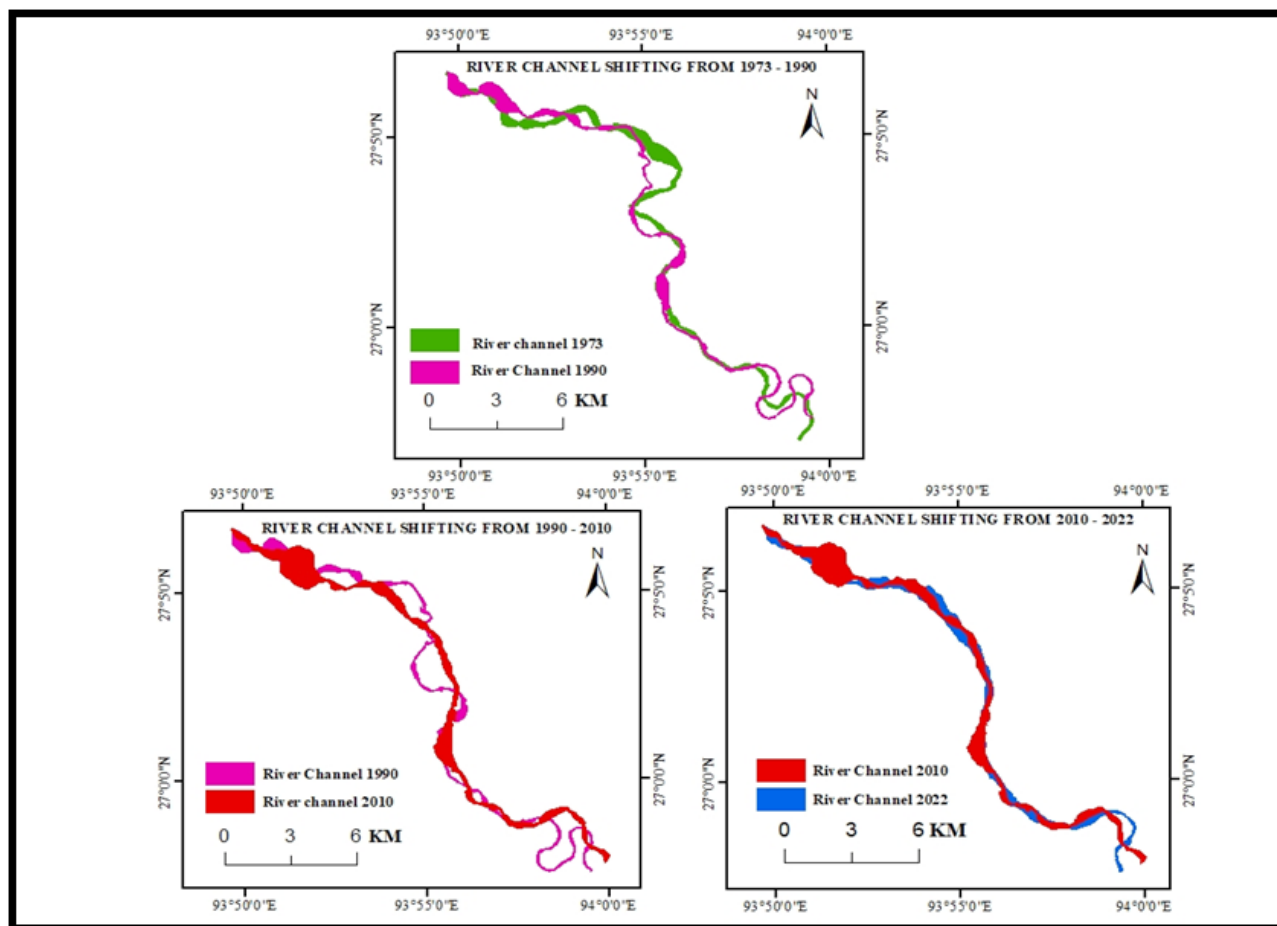 93°50'0"E 93°55'0"E 94°0'0"E
RIVER CHANNEL SHIFTING FROM 1973 - 1990
N
27°5'0"N 27°5'0"N
27°0'0"N 27°0'0"N
River channel 1973
River Channel 1990
0 3 6 KM
93°50'0"E 93°55'0"E 94°0'0"E
93°50'0"E 93°55'0"E 94°0'0"E
RIVER CHANNEL SHIFTING FROM 1990 - 2010
N
27°5'0"N 27°5'0"N
27°0'0"N 27°0'0"N
River Channel 1990
River channel 2010
0 3 6 KM
93°50'0"E 93°55'0"E 94°0'0"E
93°50'0"E 93°55'0"E 94°0'0"E
RIVER CHANNEL SHIFTING FROM 2010 - 2022
N
27°5'0"N 27°5'0"N
27°0'0"N 27°0'0"N
River Channel 2010
River Channel 2022
0 3 6 KM
93°50'0"E 93°55'0"E 94°0'0"E